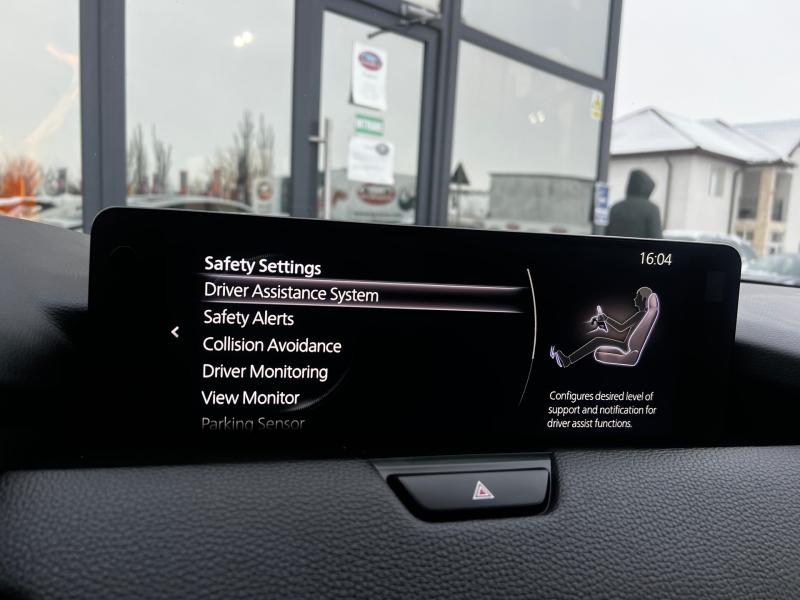 INTRARE
Safety Settings
16:04
Driver Assistance System
Safety Alerts
Collision Avoidance
Driver Monitoring
View Monitor
Parking Sensor
Configures desired level of
support and notification for
driver assist functions.